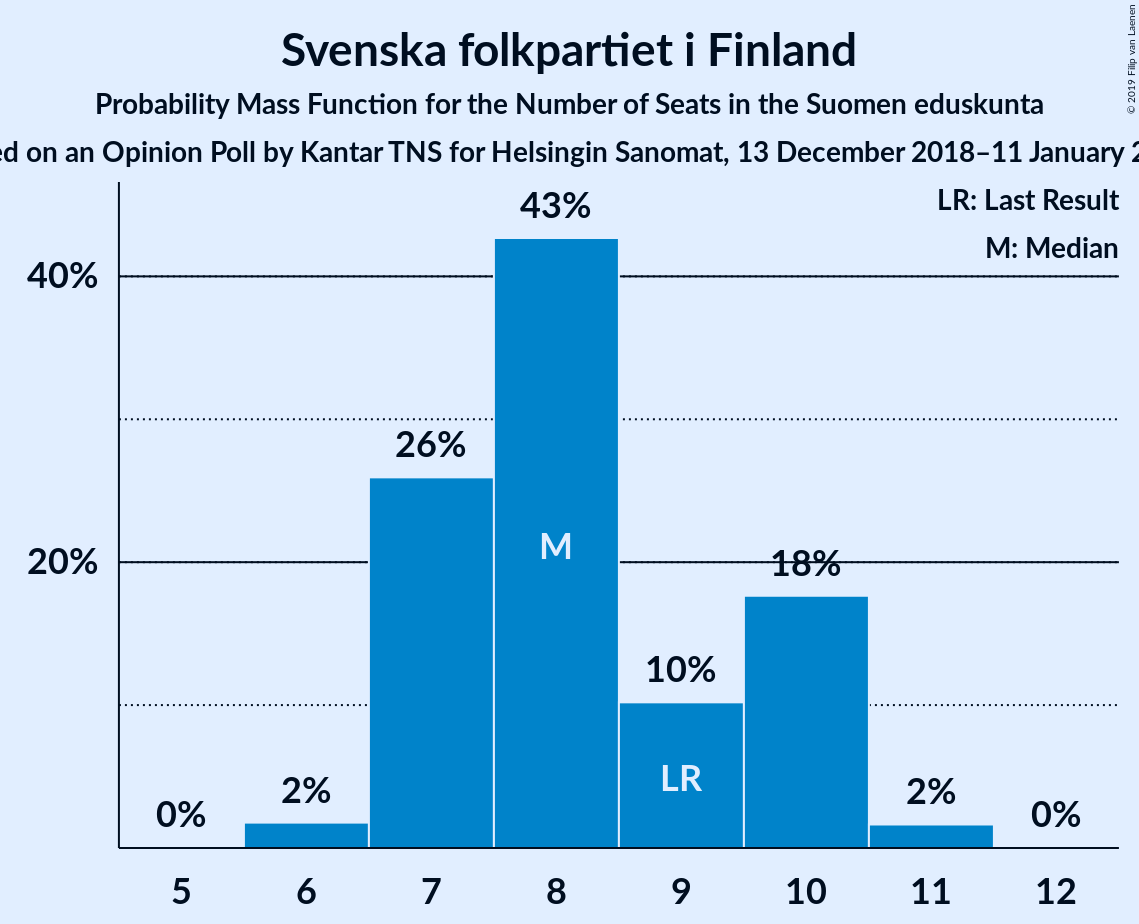 Svenska folkpartiet i Finland
Probability Mass Function for the Number of Seats in the Suomen eduskunta
on an Opinion Poll by Kantar TNS for Helsingin Sanomat, 13 December 2018–11 January
© 2019 Filip van Laenen
LR: Last Result
M: Median
43%
40%
26%
M
20%
18%
10%
LR
2%
2%
0%
0%
5 6 7 8 9 10 11 12